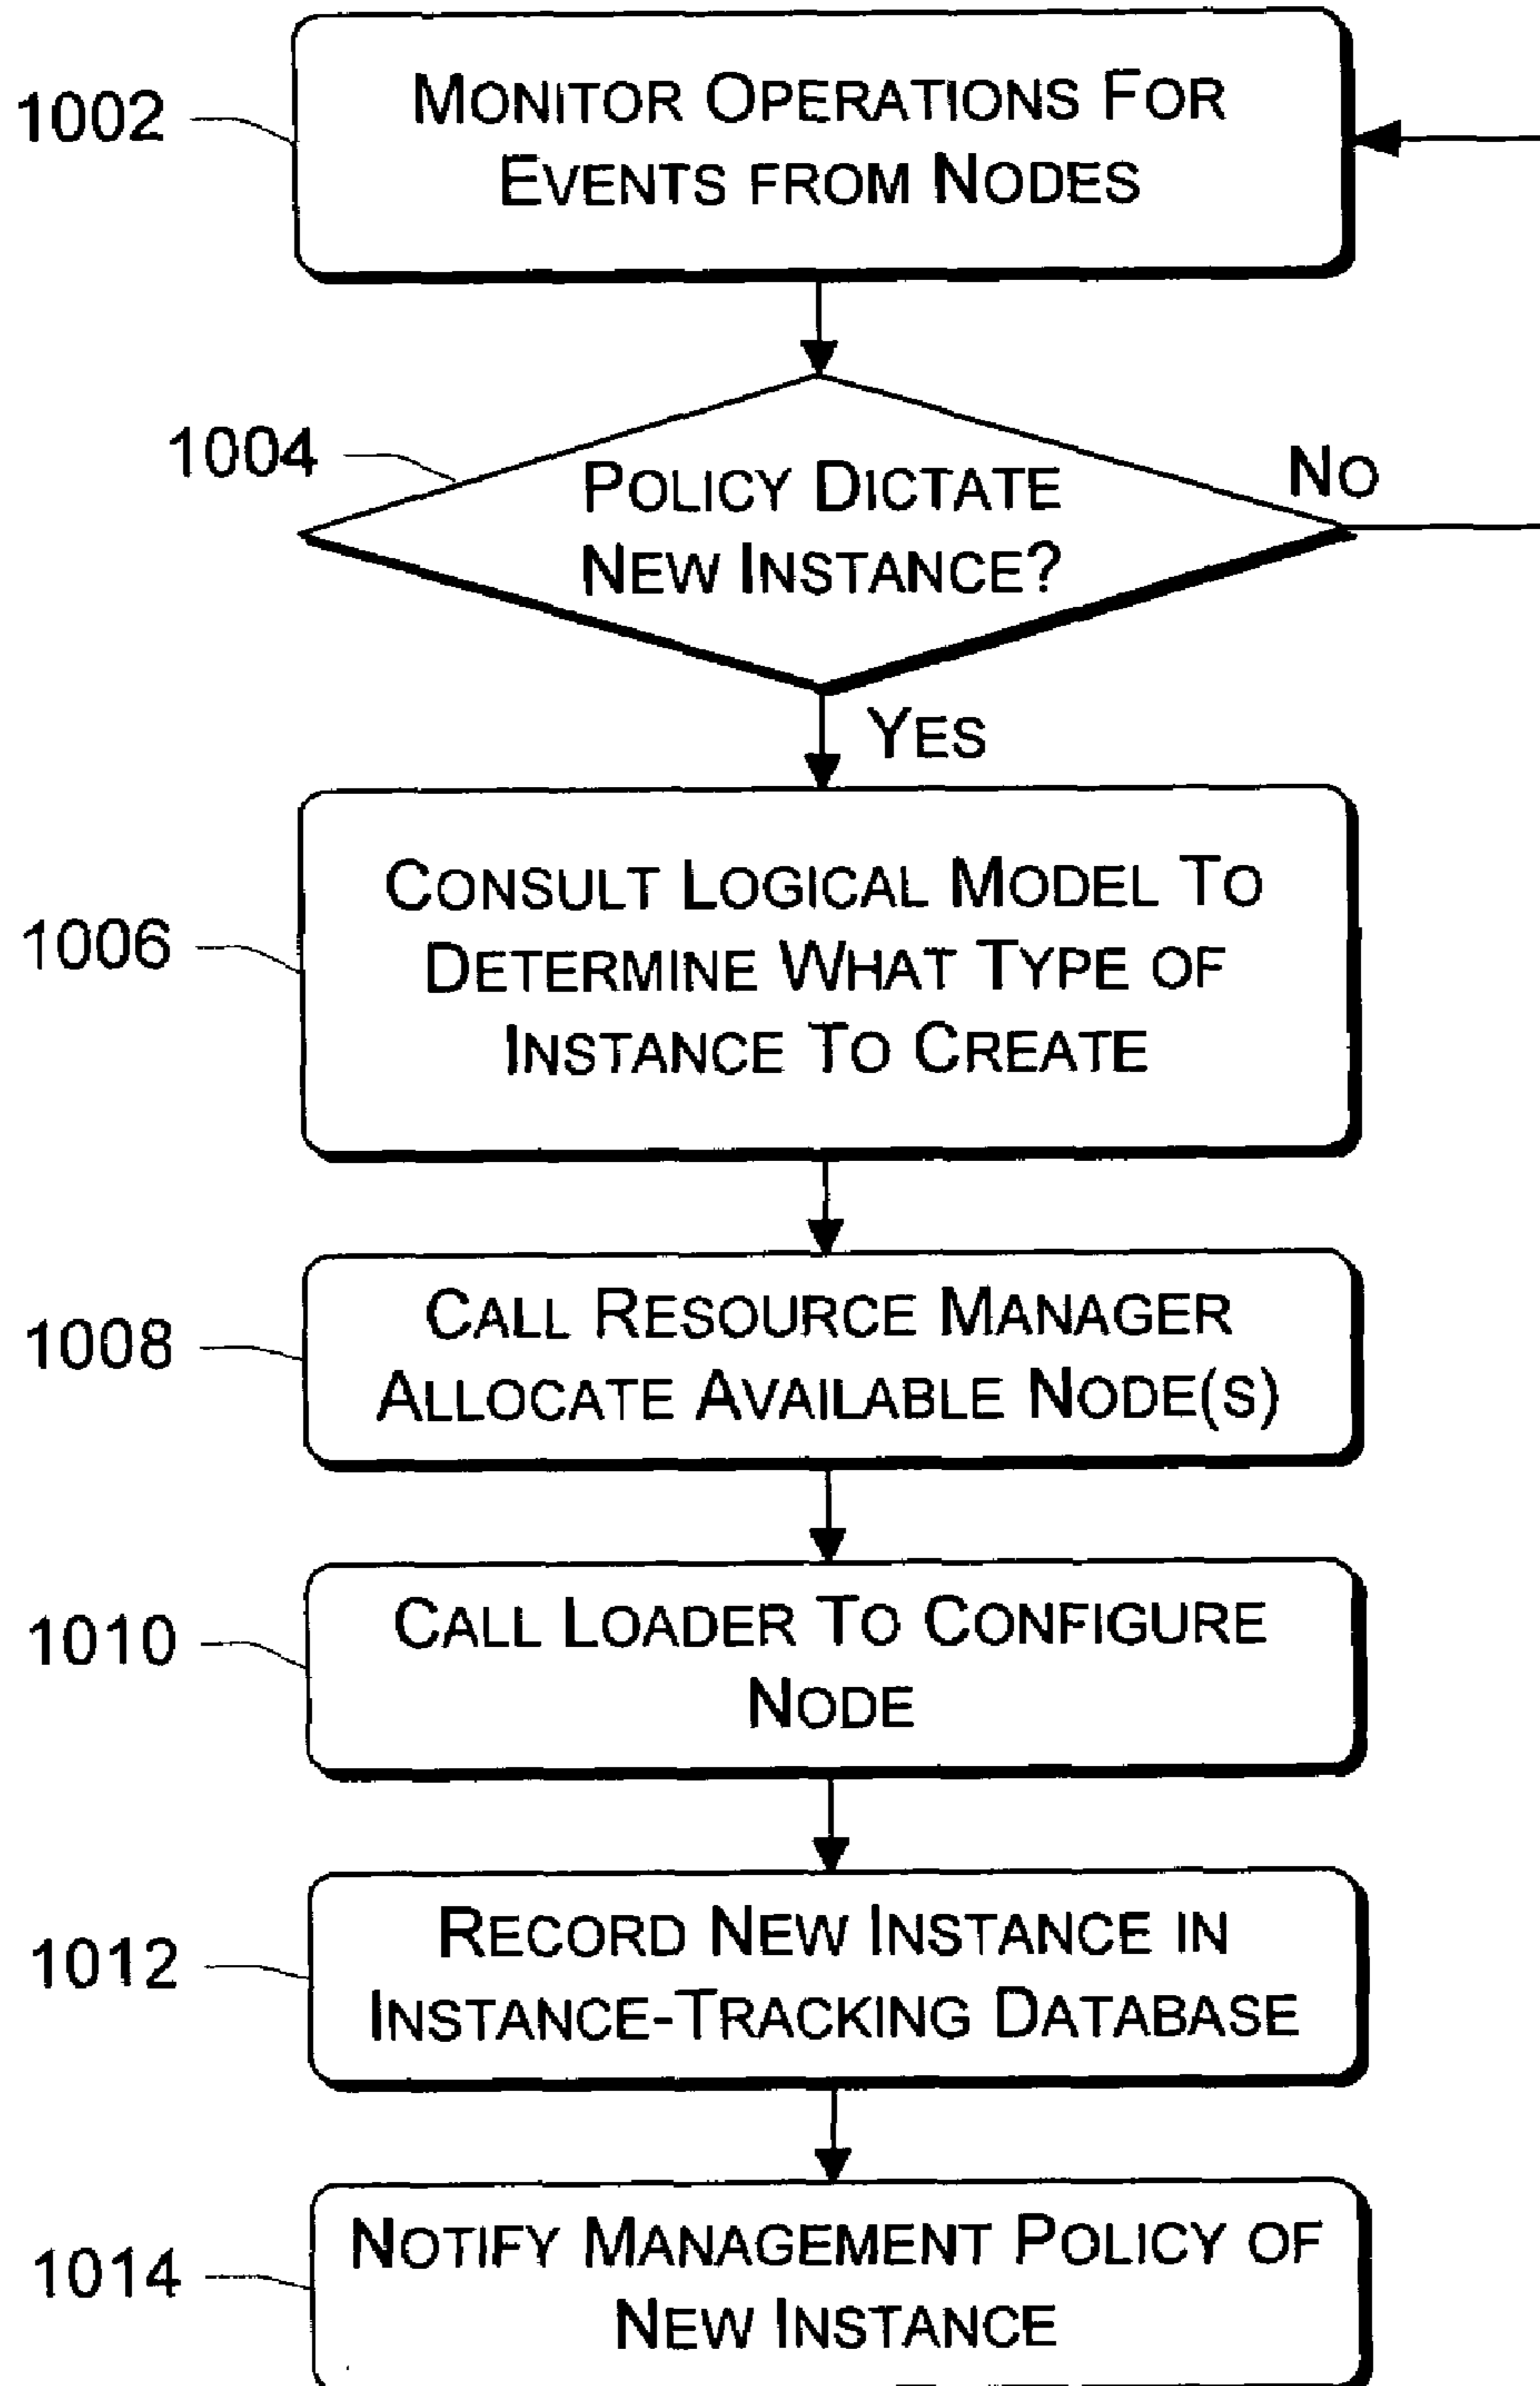 1002
MONITOR OPERATIONS FOR
EVENTS FROM NODES
1004
POLICY DICTATE
NEW INSTANCE?
NO
YES
1006
CONSULT LOGICAL MODEL TO
DETERMINE WHAT TYPE OF
INSTANCE TO CREATE
1008
CALL RESOURCE MANAGER
ALLOCATE AVAILABLE NODE(S)
1010
CALL LOADER TO CONFIGURE
NODE
1012
RECORD NEW INSTANCE IN
INSTANCE-TRACKING DATABASE
1014
NOTIFY MANAGEMENT POLICY OF
NEW INSTANCE